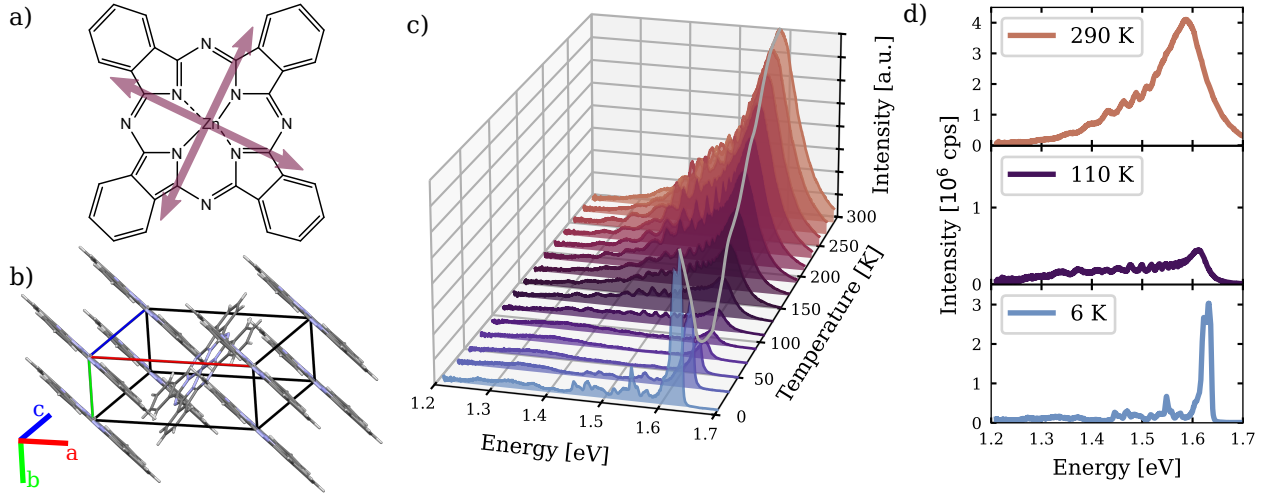 a)
N
N
N
N
Zn
N
N
N
N
b)
c
a
b
c)
Intensity [a.u.]
300
250
200
150
100
50
0
Temperature [K]
1.2
1.3
1.4
1.5
1.6
1.7
Energy [eV]
d)
290 K
4
3
2
1
0
110 K
1
0
6 K
3
2
1
0
Intensity [10⁶ cps]
1.2 1.3 1.4 1.5 1.6 1.7
Energy [eV]